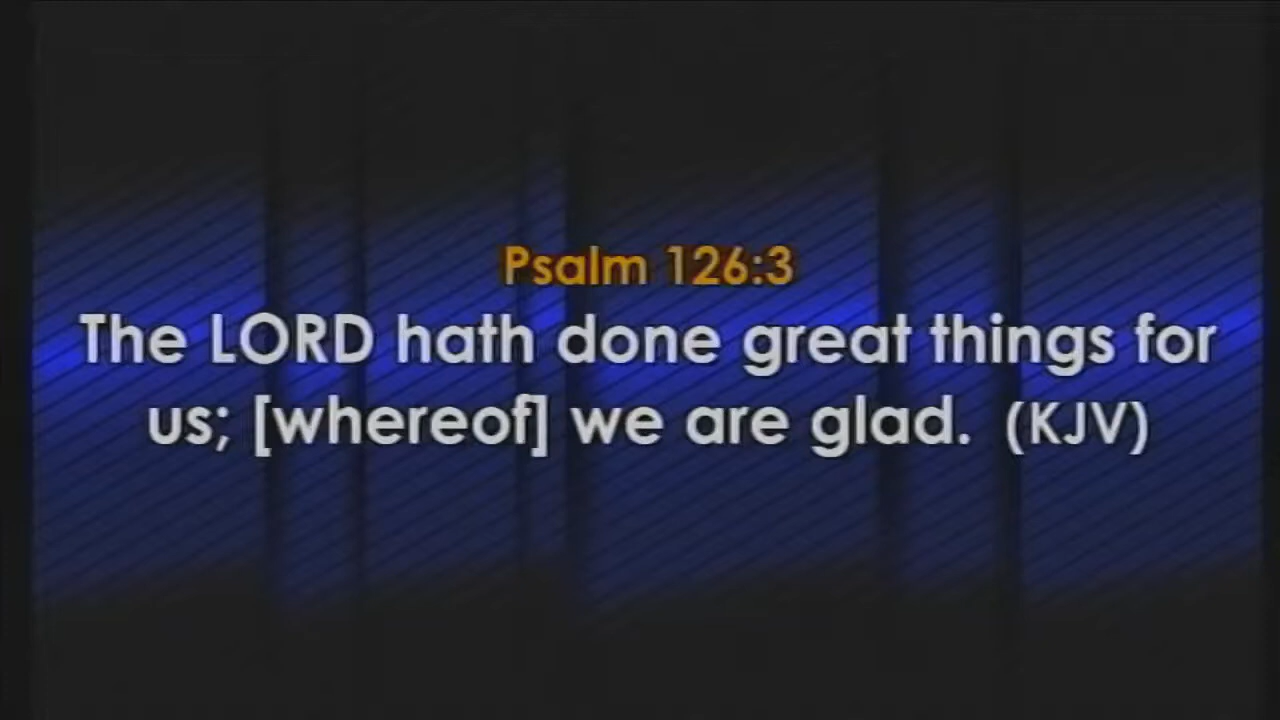 Psalm 126:3
The LORD hath done great things for
us; [whereof] we are glad. (KJV)